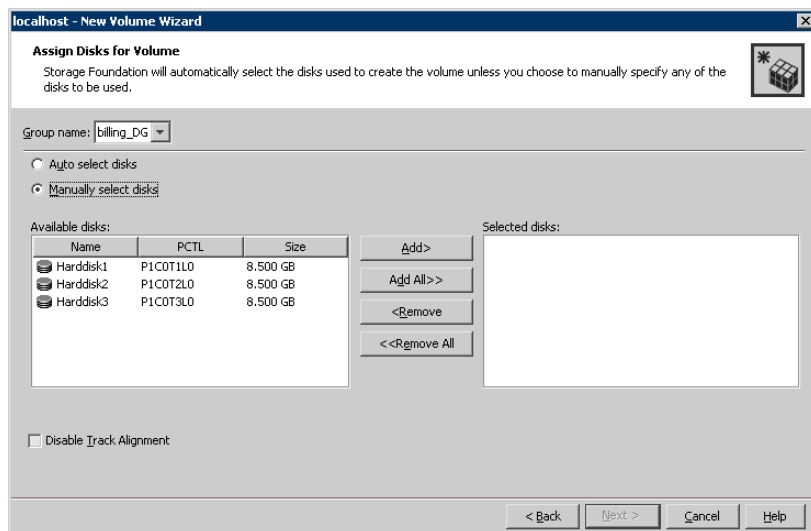 localhost - New Volume Wizard
Assign Disks for Volume
Storage Foundation will automatically select the disks used to create the volume unless you choose to manually specify any of the
disks to be used.
Group name: billing_DG
Auto select disks
Manually select disks
Available disks:
Name PCTL Size
Harddisk1 P1C0T1L0 8.500 GB
Harddisk2 P1C0T2L0 8.500 GB
Harddisk3 P1C0T3L0 8.500 GB
Add>
Add All>>
<Remove
<<Remove All
Selected disks:
Disable Track Alignment
< Back Next > Cancel Help